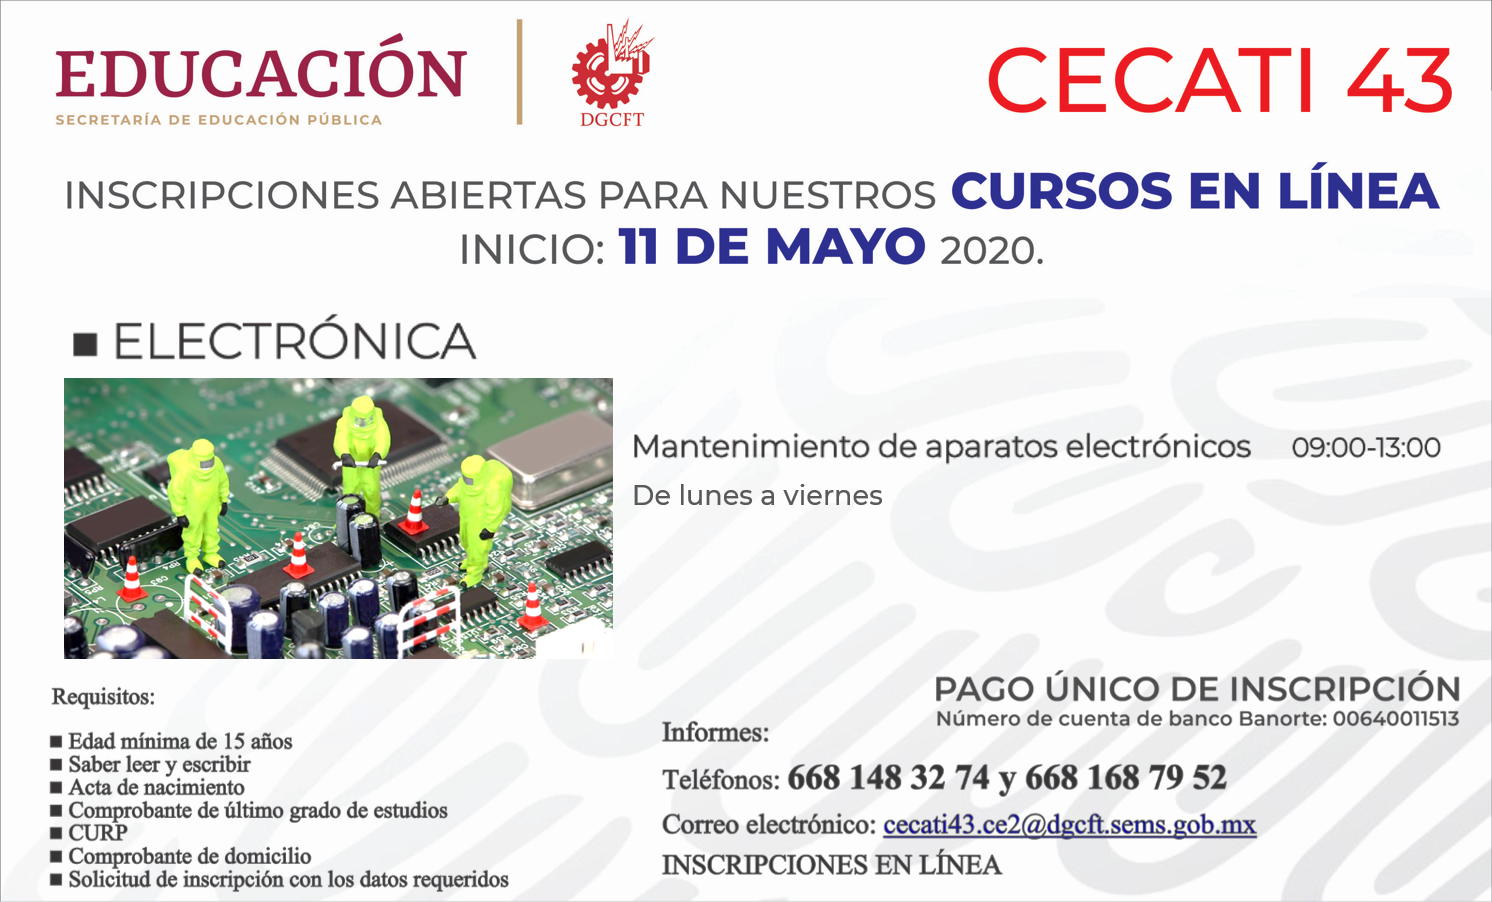 EDUCACIÓN
SECRETARÍA DE EDUCACIÓN PÚBLICA
DGCFT
CECATI 43
INSCRIPCIONES ABIERTAS PARA NUESTROS CURSOS EN LÍNEA
INICIO: 11 DE MAYO 2020.
■ ELECTRÓNICA
Mantenimiento de aparatos electrónicos 09:00-13:00
De lunes a viernes
Requisitos:
■ Edad mínima de 15 años
■ Saber leer y escribir
■ Acta de nacimiento
■ Comprobante de último grado de estudios
■ CURP
■ Comprobante de domicilio
■ Solicitud de inscripción con los datos requeridos
PAGO ÚNICO DE INSCRIPCIÓN
Número de cuenta de banco Banorte: 00640011513
Informes:
Teléfonos: 668 148 32 74 y 668 168 79 52
Correo electrónico: cecati43.ce2@dgcft.sems.gob.mx
INSCRIPCIONES EN LÍNEA